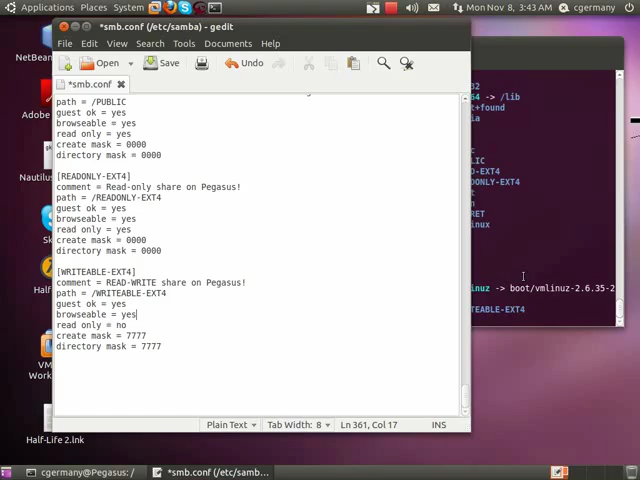 Applications Places System Mon Nov 8, 3:43 AM cgermany
NetBea
*smb.conf (/etc/samba) - gedit
File Edit View Search Tools Documents Help
Open Save Undo
*smb.conf
path = /PUBLIC
guest ok = yes
browseable = yes
read only = yes
create mask = 0000
directory mask = 0000
[READONLY-EXT4]
comment = Read-only share on Pegasus!
path = /READONLY-EXT4
guest ok = yes
browseable = yes
read only = yes
create mask = 0000
directory mask = 0000
[WRITEABLE-EXT4]
comment = READ-WRITE share on Pegasus!
path = /WRITEABLE-EXT4
guest ok = yes
browseable = yes
read only = no
create mask = 7777
directory mask = 7777
Plain Text Tab Width: 8 Ln 361, Col 17 INS
Adobe
Nautilus
Sk
Half-
VM
Work
Half-Life 2.lnk
32
64 -> /lib
t+found
ia
C
LIC
D-EXT4
DONLY-EXT4
t
n
RET
inux
inuz -> boot/vmlinuz-2.6.35-2
TEABLE-EXT4
cgermany@Pegasus: / *smb.conf (/etc/samb...